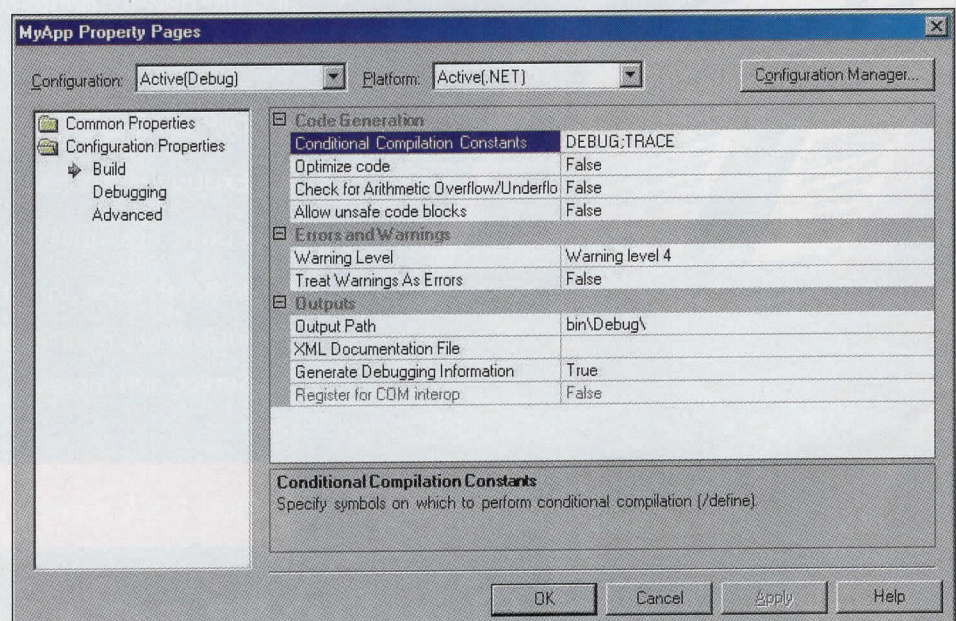 MyApp Property Pages
Configuration: Active(Debug) Platform: Active(.NET) Configuration Manager...
Common Properties
Configuration Properties
Build
Debugging
Advanced
Code Generation
Conditional Compilation Constants DEBUG;TRACE
Optimize code False
Check for Arithmetic Overflow/Underflo False
Allow unsafe code blocks False
Errors and Warnings
Warning Level Warning level 4
Treat Warnings As Errors False
Outputs
Output Path bin\Debug\
XML Documentation File
Generate Debugging Information True
Register for COM interop False
Conditional Compilation Constants
Specify symbols on which to perform conditional compilation (/define).
OK Cancel Apply Help